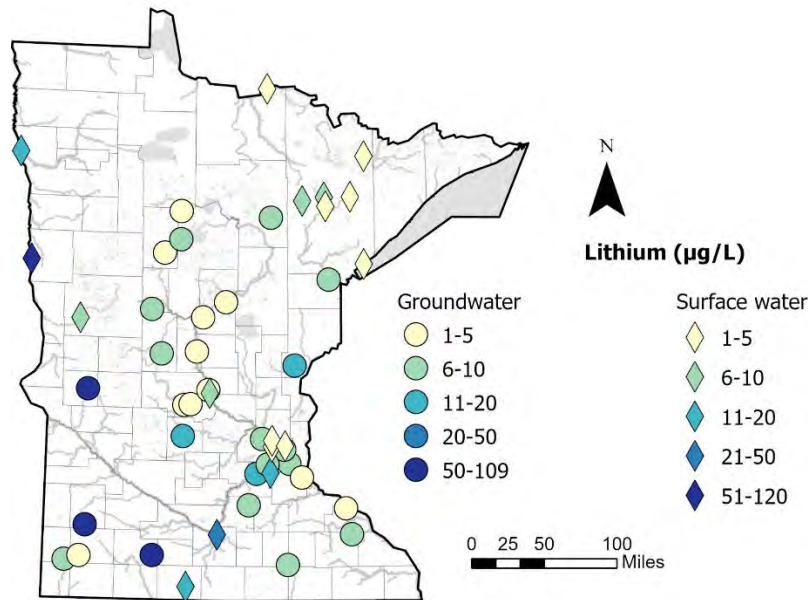 N
Lithium (µg/L)
Groundwater
1-5
6-10
11-20
20-50
50-109
Surface water
1-5
6-10
11-20
21-50
51-120
0 25 50 100
Miles